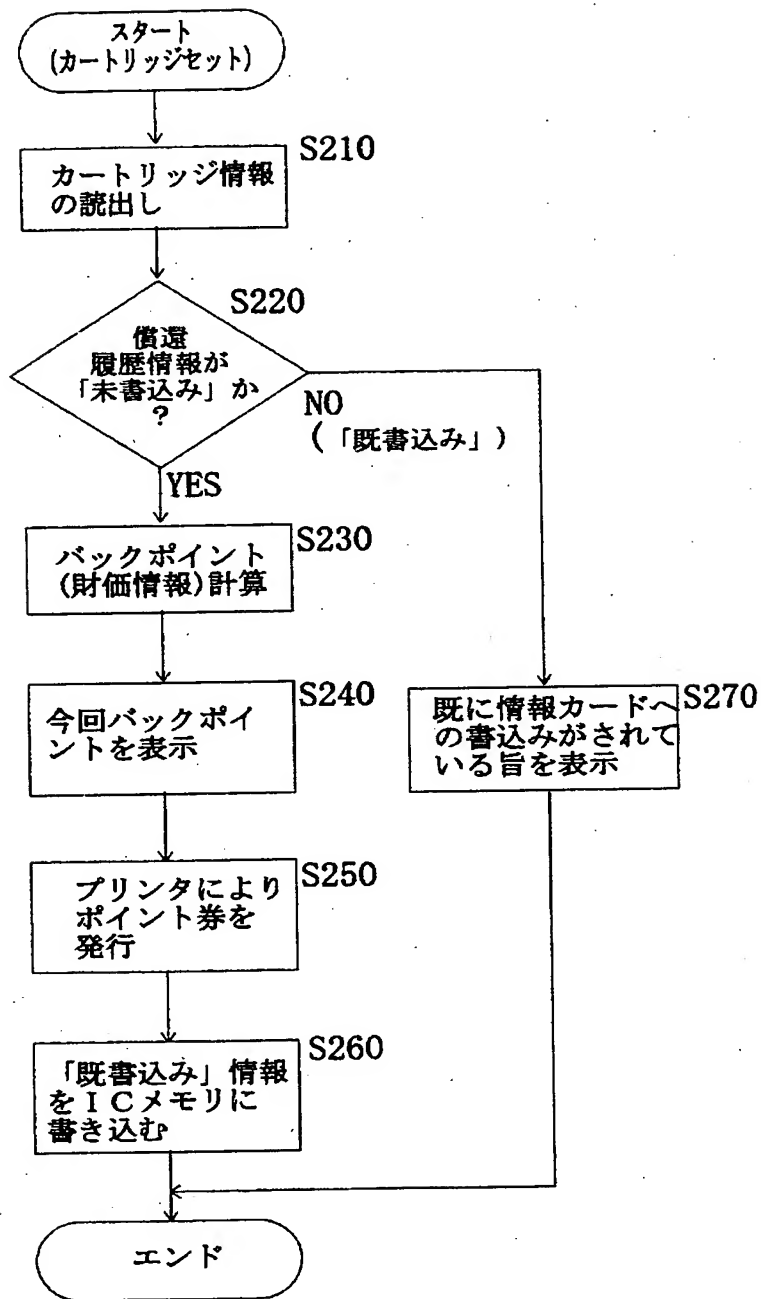 スタート
(カートリッジセット)
S210
カートリッジ情報
の読出し
S220
償還
履歴情報が
「未書込み」か
?
NO
(「既書込み」)
YES
S230
バックポイント
(財価情報)計算
S240
今回バックポイ
ントを表示
S270
既に情報カードへ
の書込みがされて
いる旨を表示
S250
プリンタにより
ポイント券を
発行
S260
「既書込み」情報
をICメモリに
書き込む
エンド